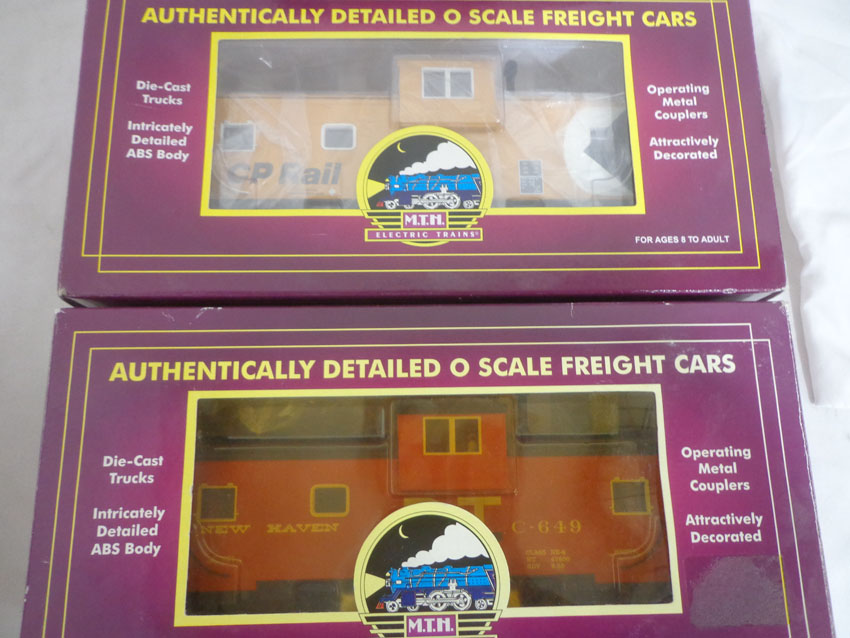 AUTHENTICALLY DETAILED O SCALE FREIGHT CARS
Die-Cast
Trucks
Intricately
Detailed
ABS Body
CP Rail
Operating
Metal
Couplers
Attractively
Decorated
M.T.H.
ELECTRIC TRAINS®
FOR AGES 8 TO ADULT
AUTHENTICALLY DETAILED O SCALE FREIGHT CARS
Die-Cast
Trucks
Intricately
Detailed
ABS Body
NEW HAVEN
C-649
Operating
Metal
Couplers
Attractively
Decorated
M.T.H.